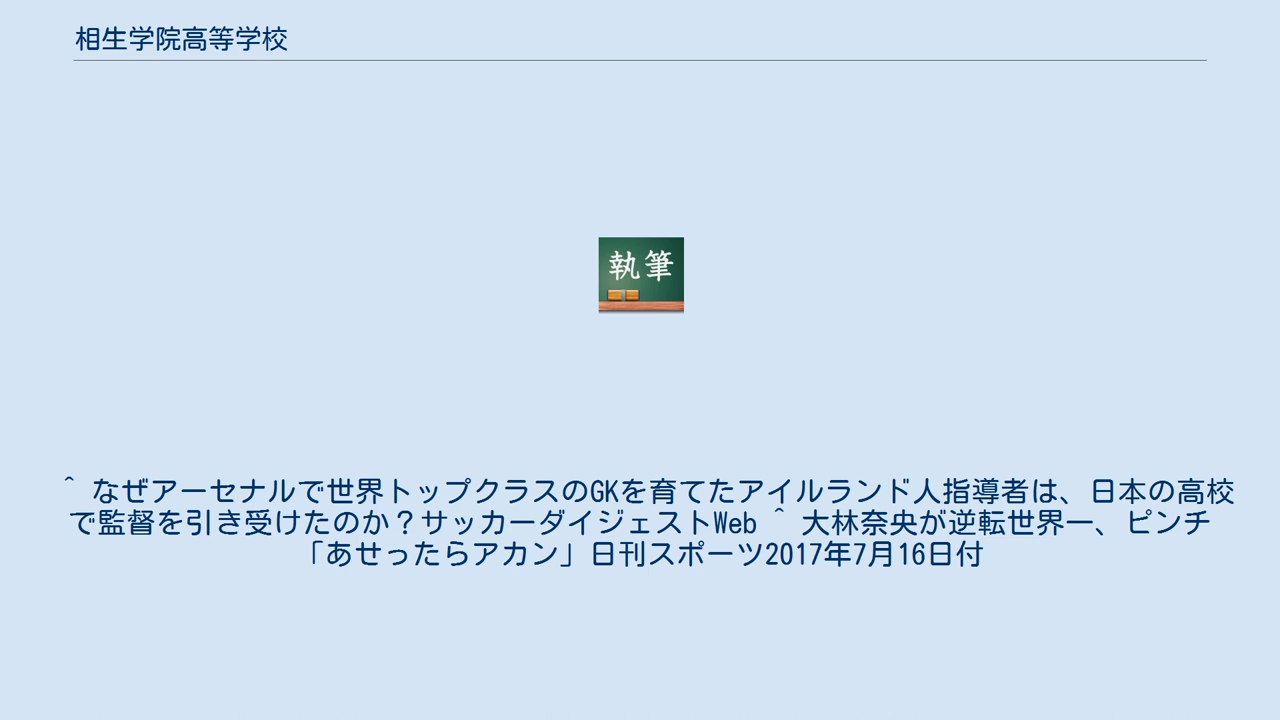 相生学院高等学校
執筆
^ なぜアーセナルで世界トップクラスのGKを育てたアイルランド人指導者は、日本の高校
で監督を引き受けたのか？サッカーダイジェストWeb ^ 大林奈央が逆転世界一、ピンチ
「あせったらアカン」日刊スポーツ2017年7月16日付